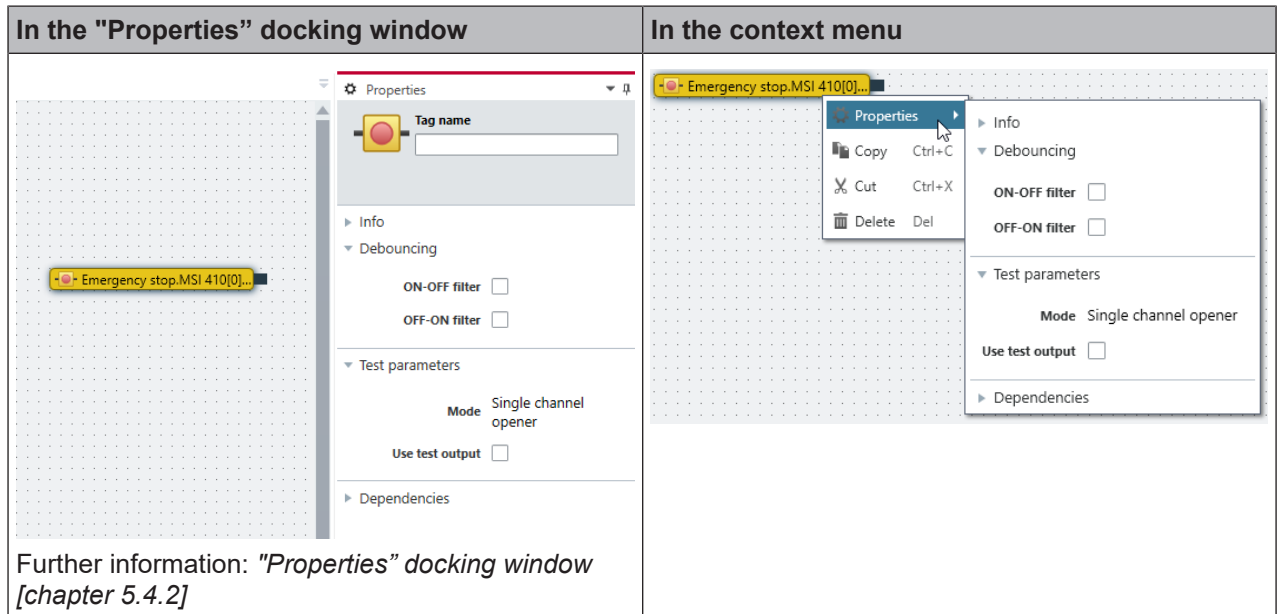 In the "Properties” docking window
Properties
Tag name
Emergency stop.MSI 410[0]...
Info
Debouncing
ON-OFF filter
OFF-ON filter
Test parameters
Mode Single channel
opener
Use test output
Dependencies
Further information: "Properties” docking window
[chapter 5.4.2]
In the context menu
Emergency stop.MSI 410[0]...
Properties
Copy Ctrl+C
Cut Ctrl+X
Delete Del
Info
Debouncing
ON-OFF filter
OFF-ON filter
Test parameters
Mode Single channel opener
Use test output
Dependencies